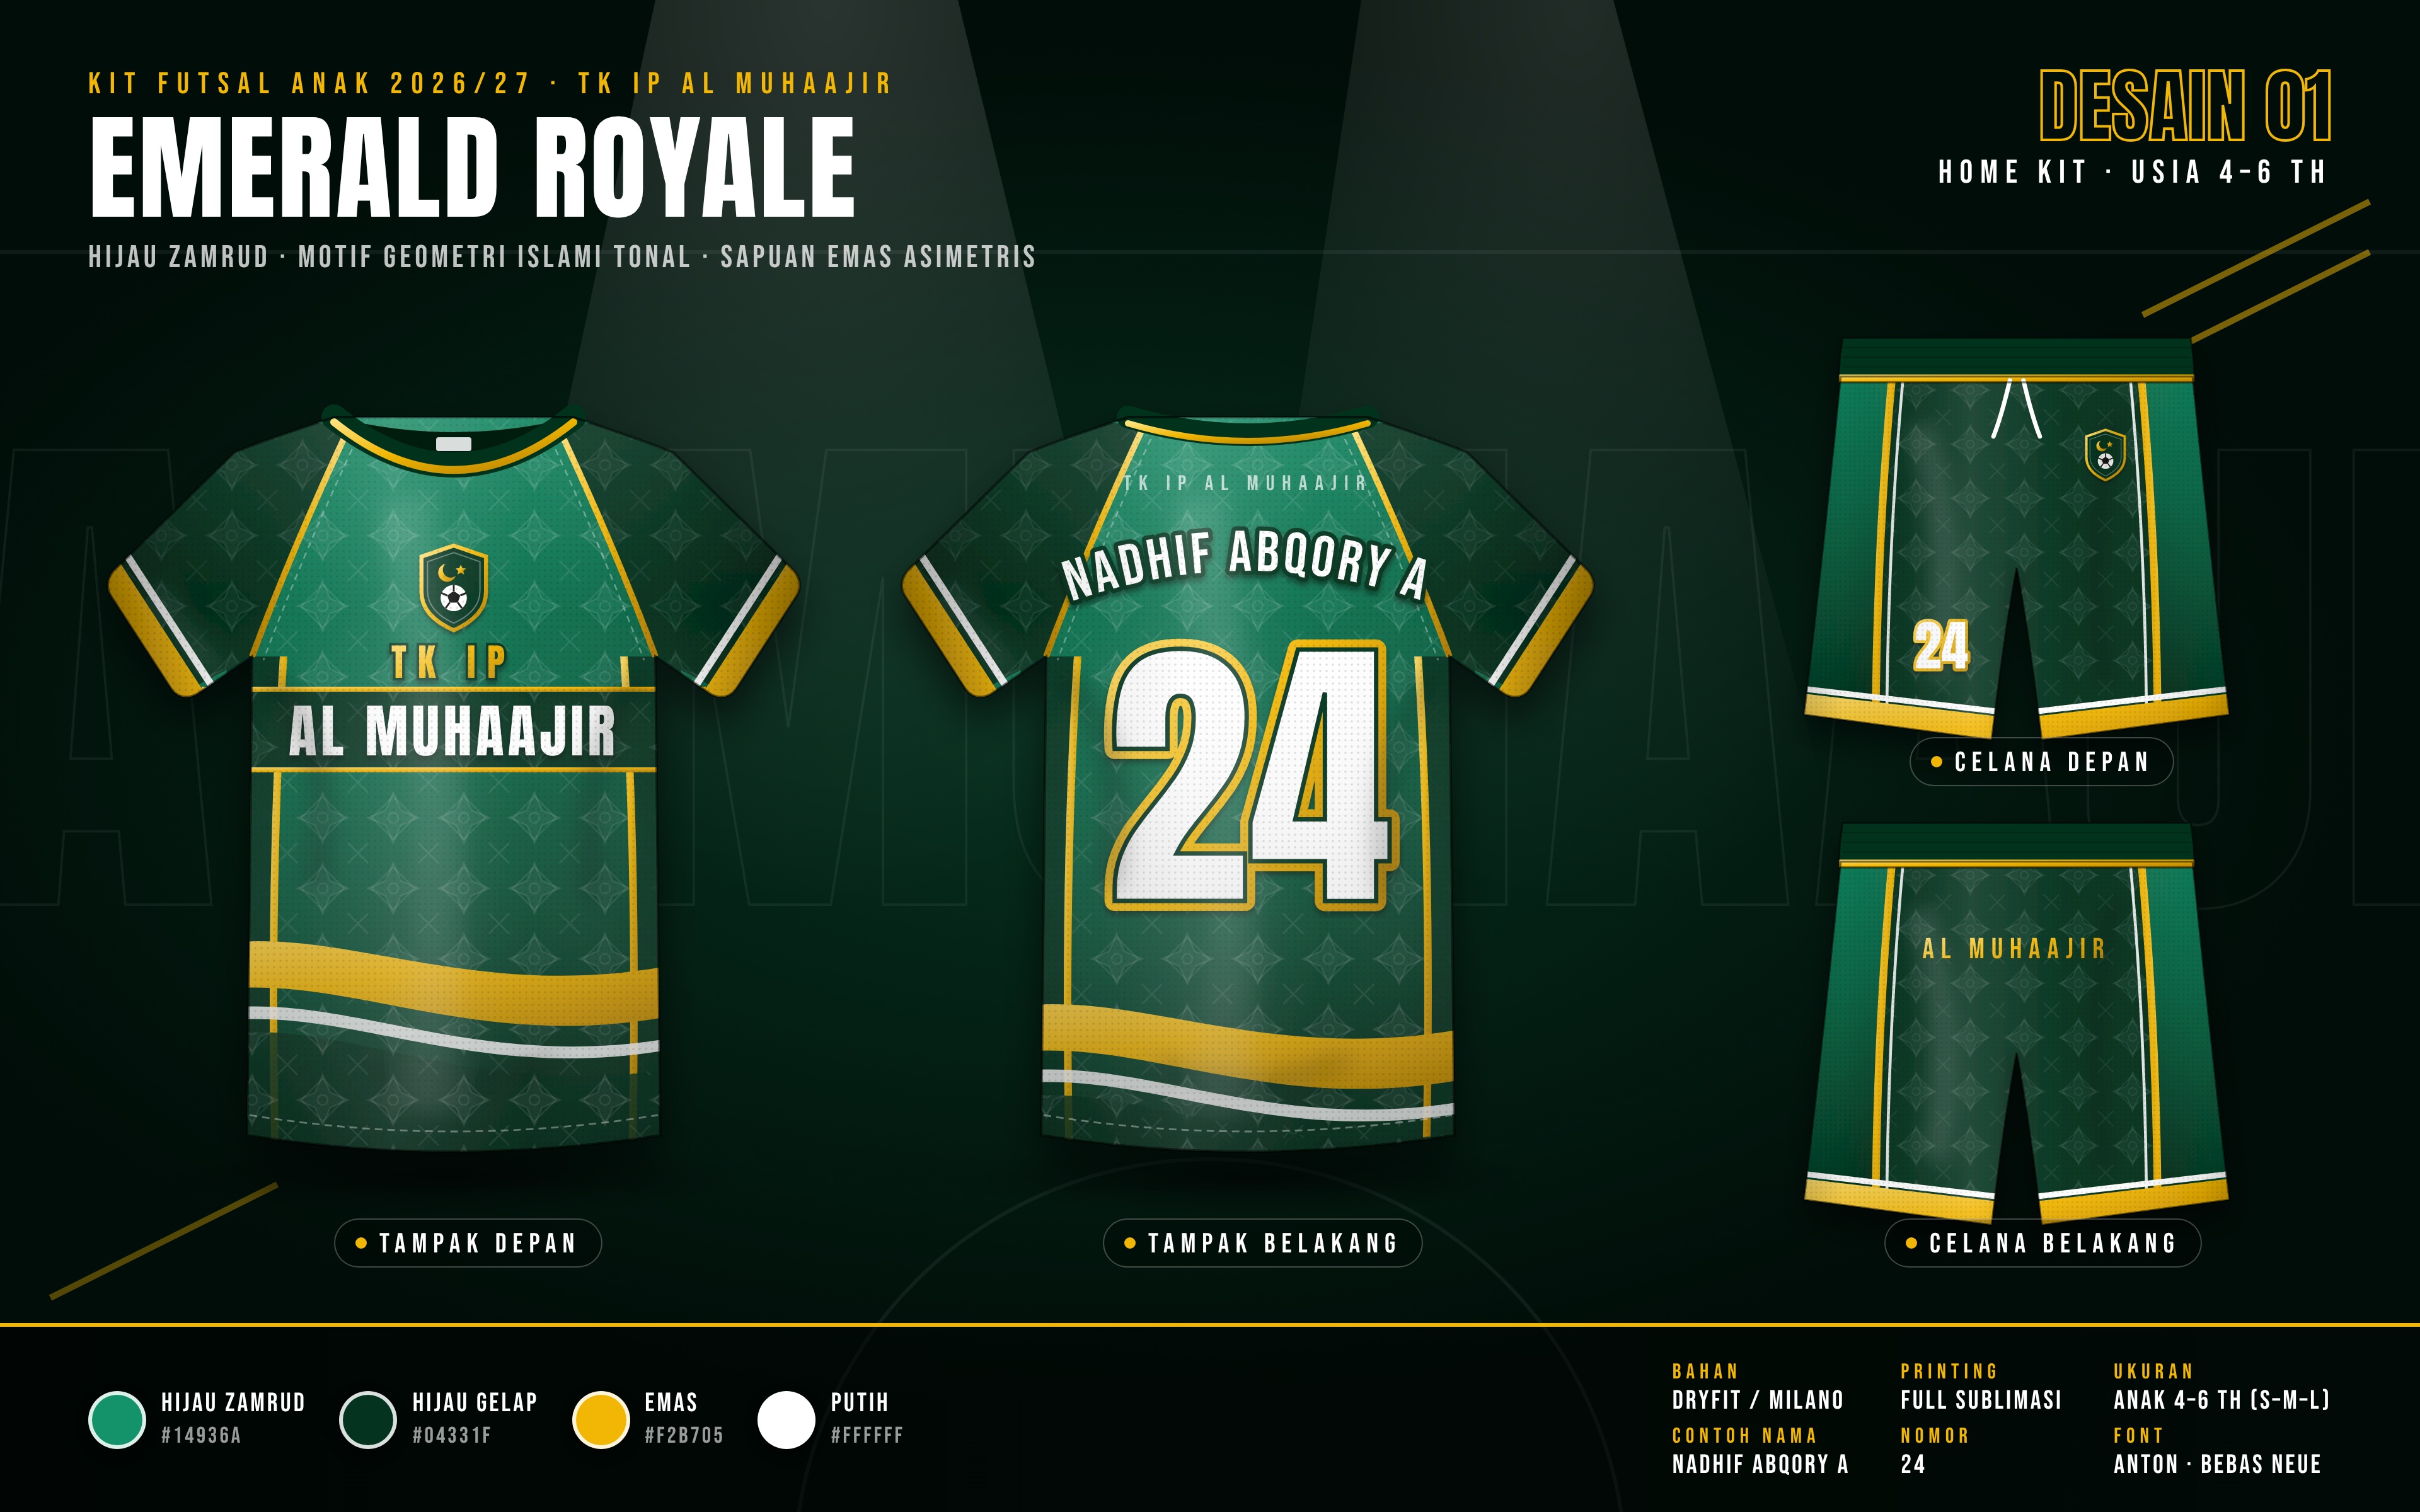 KIT FUTSAL ANAK 2026/27 · TK IP AL MUHAAJIR
EMERALD ROYALE
HIJAU ZAMRUD · MOTIF GEOMETRI ISLAMI TONAL · SAPUAN EMAS ASIMETRIS
DESAIN 01
HOME KIT · USIA 4–6 TH
TK IP
AL MUHAAJIR
TAMPAK DEPAN
TK IP AL MUHAAJIR
NADHIF ABQORY A
24
TAMPAK BELAKANG
24
CELANA DEPAN
AL MUHAAJIR
CELANA BELAKANG
HIJAU ZAMRUD
#14936A
HIJAU GELAP
#04331F
EMAS
#F2B705
PUTIH
#FFFFFF
BAHAN
DRYFIT / MILANO
PRINTING
FULL SUBLIMASI
UKURAN
ANAK 4–6 TH (S–M–L)
CONTOH NAMA
NADHIF ABQORY A
NOMOR
24
FONT
ANTON · BEBAS NEUE